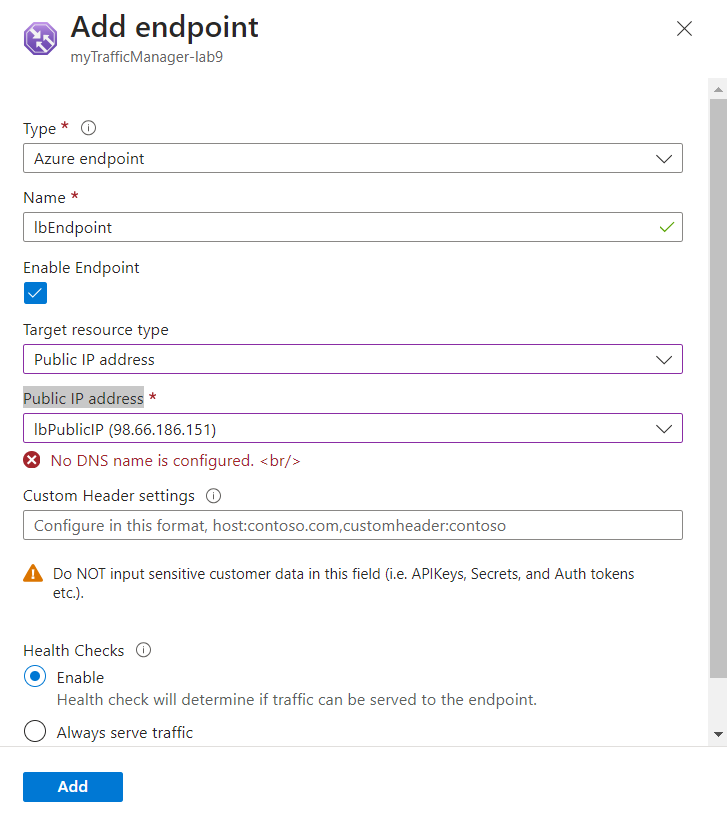 Add endpoint
myTrafficManager-lab9
Type *
Azure endpoint
Name *
lbEndpoint
Enable Endpoint
Target resource type
Public IP address
Public IP address *
lbPublicIP (98.66.186.151)
No DNS name is configured. <br/>
Custom Header settings
Configure in this format, host:contoso.com,customheader:contoso
Do NOT input sensitive customer data in this field (i.e. APIKeys, Secrets, and Auth tokens
etc.).
Health Checks
Enable
Health check will determine if traffic can be served to the endpoint.
Always serve traffic
Add